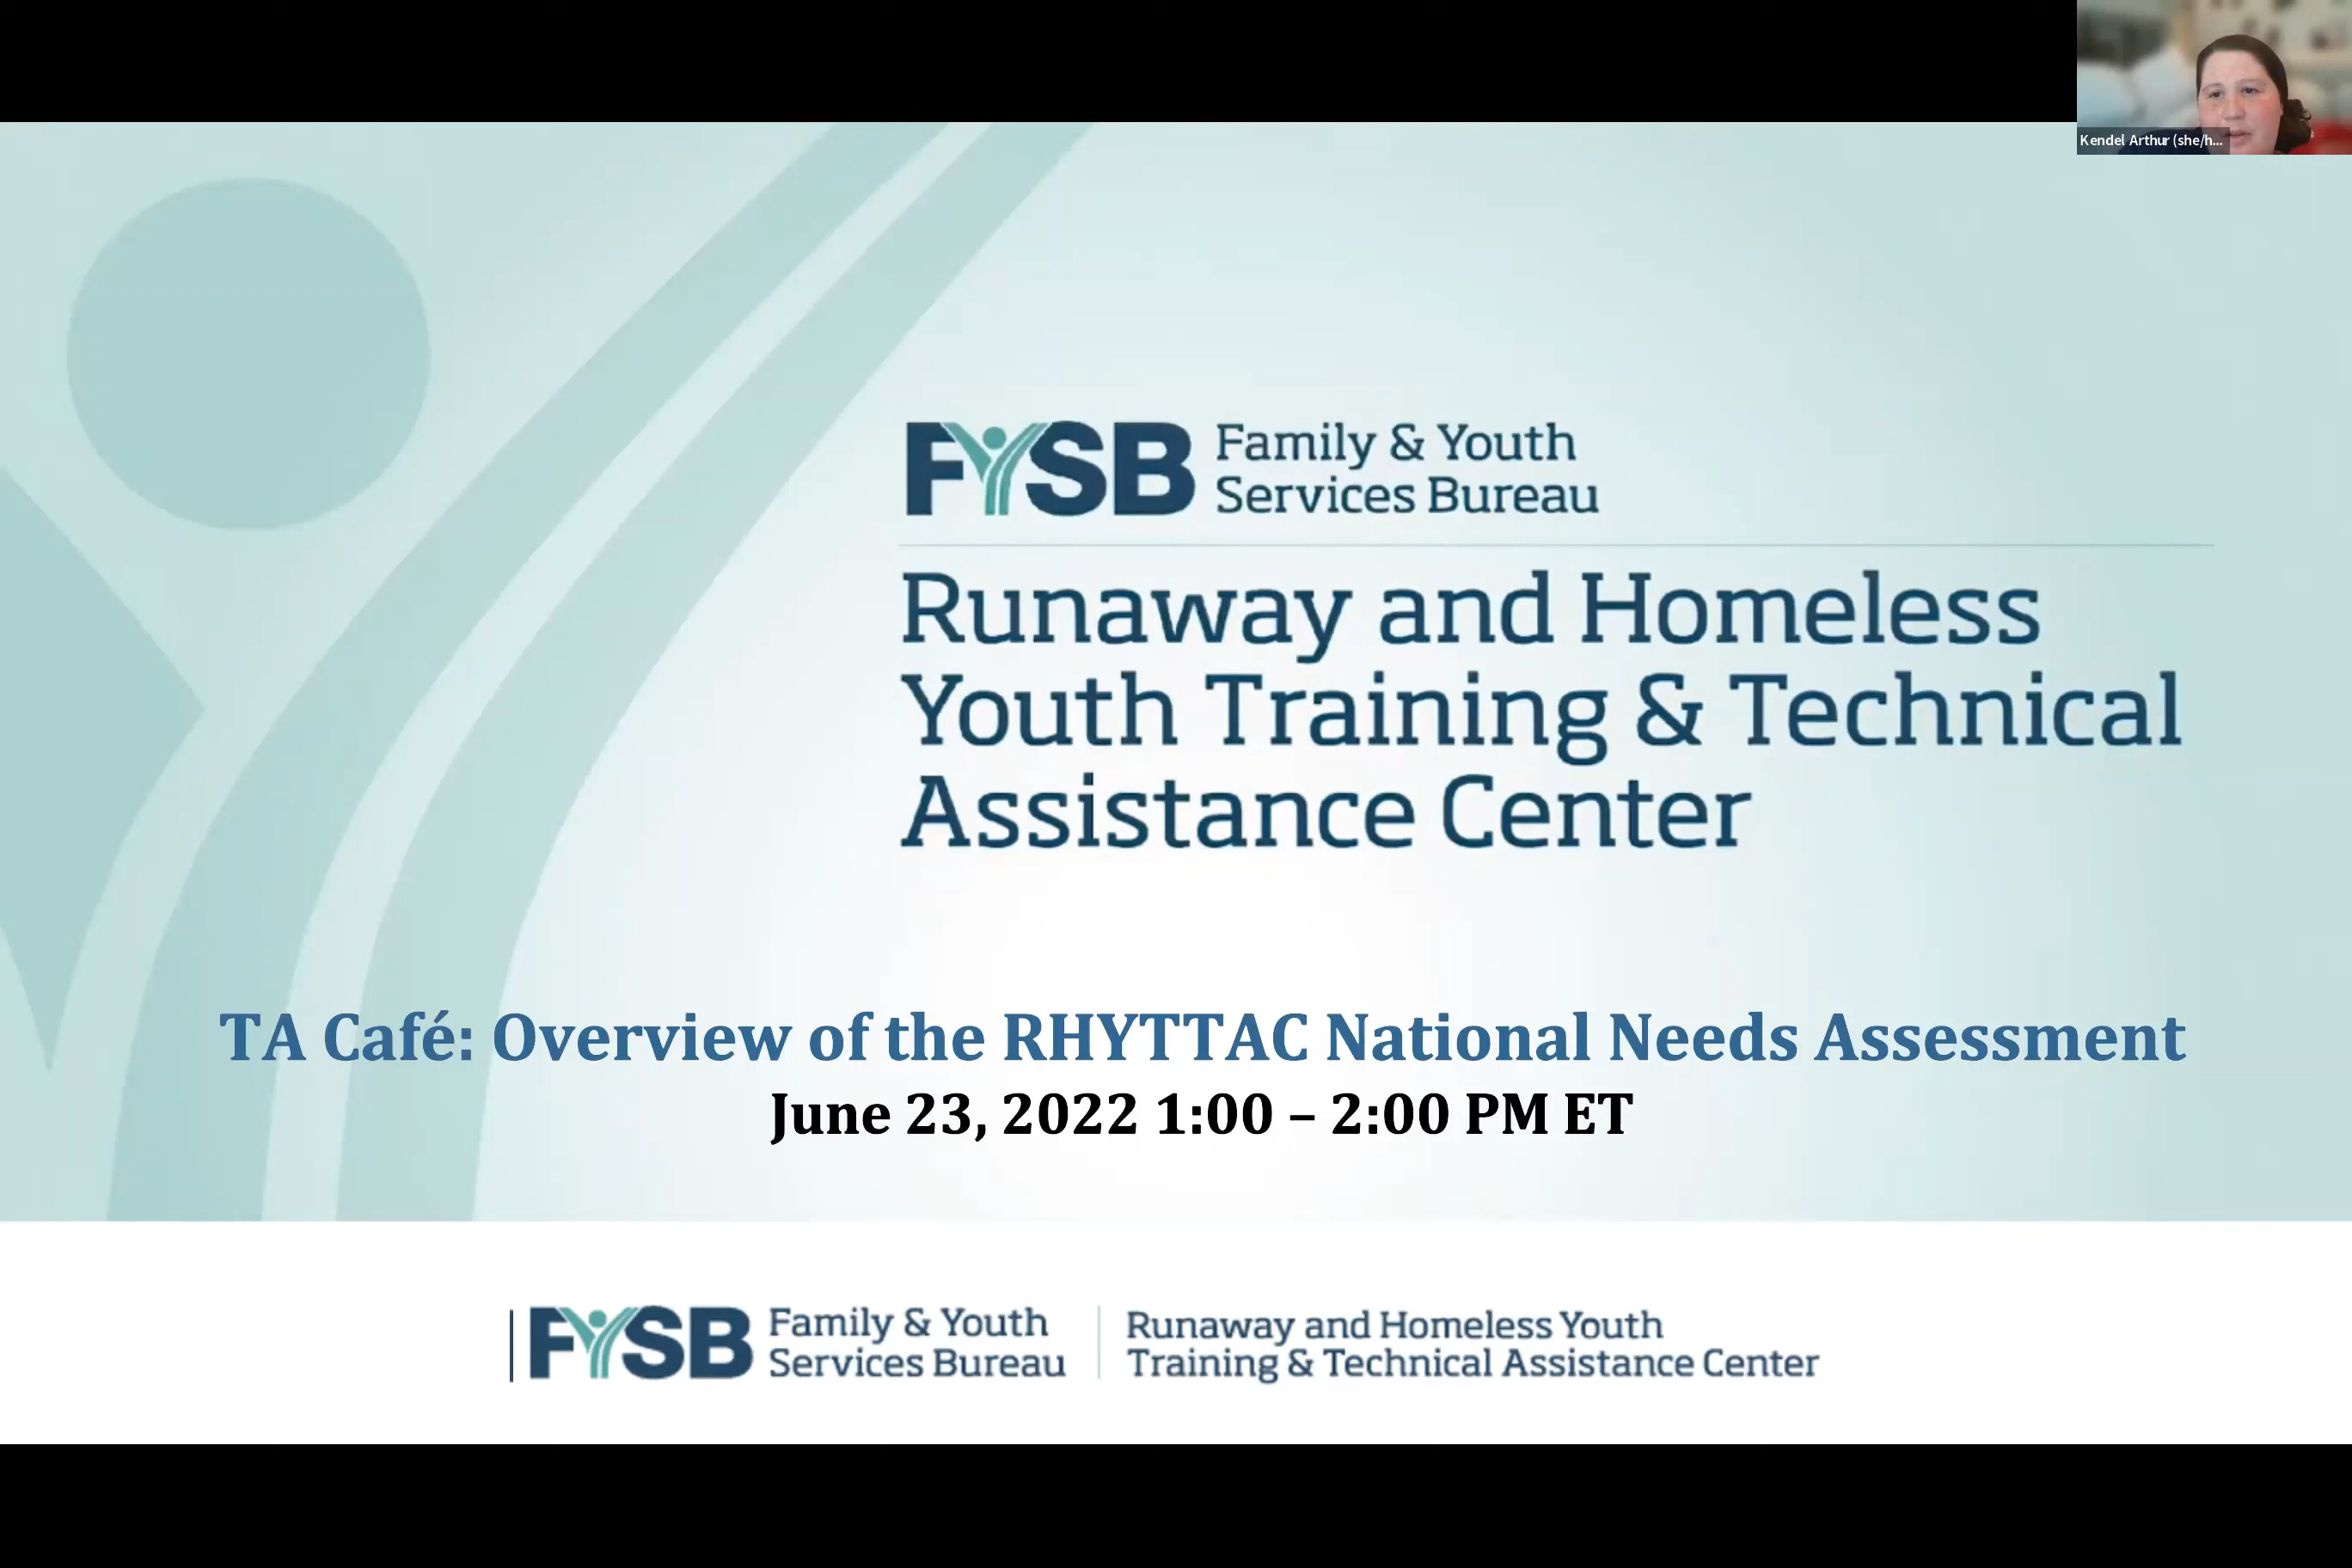 Kendel Arthur (she/h...
FYSB
Family & Youth
Services Bureau
Runaway and Homeless
Youth Training & Technical
Assistance Center
TA Café: Overview of the RHYTTAC National Needs Assessment
June 23, 2022 1:00 – 2:00 PM ET
FYSB
Family & Youth
Services Bureau
Runaway and Homeless Youth
Training & Technical Assistance Center